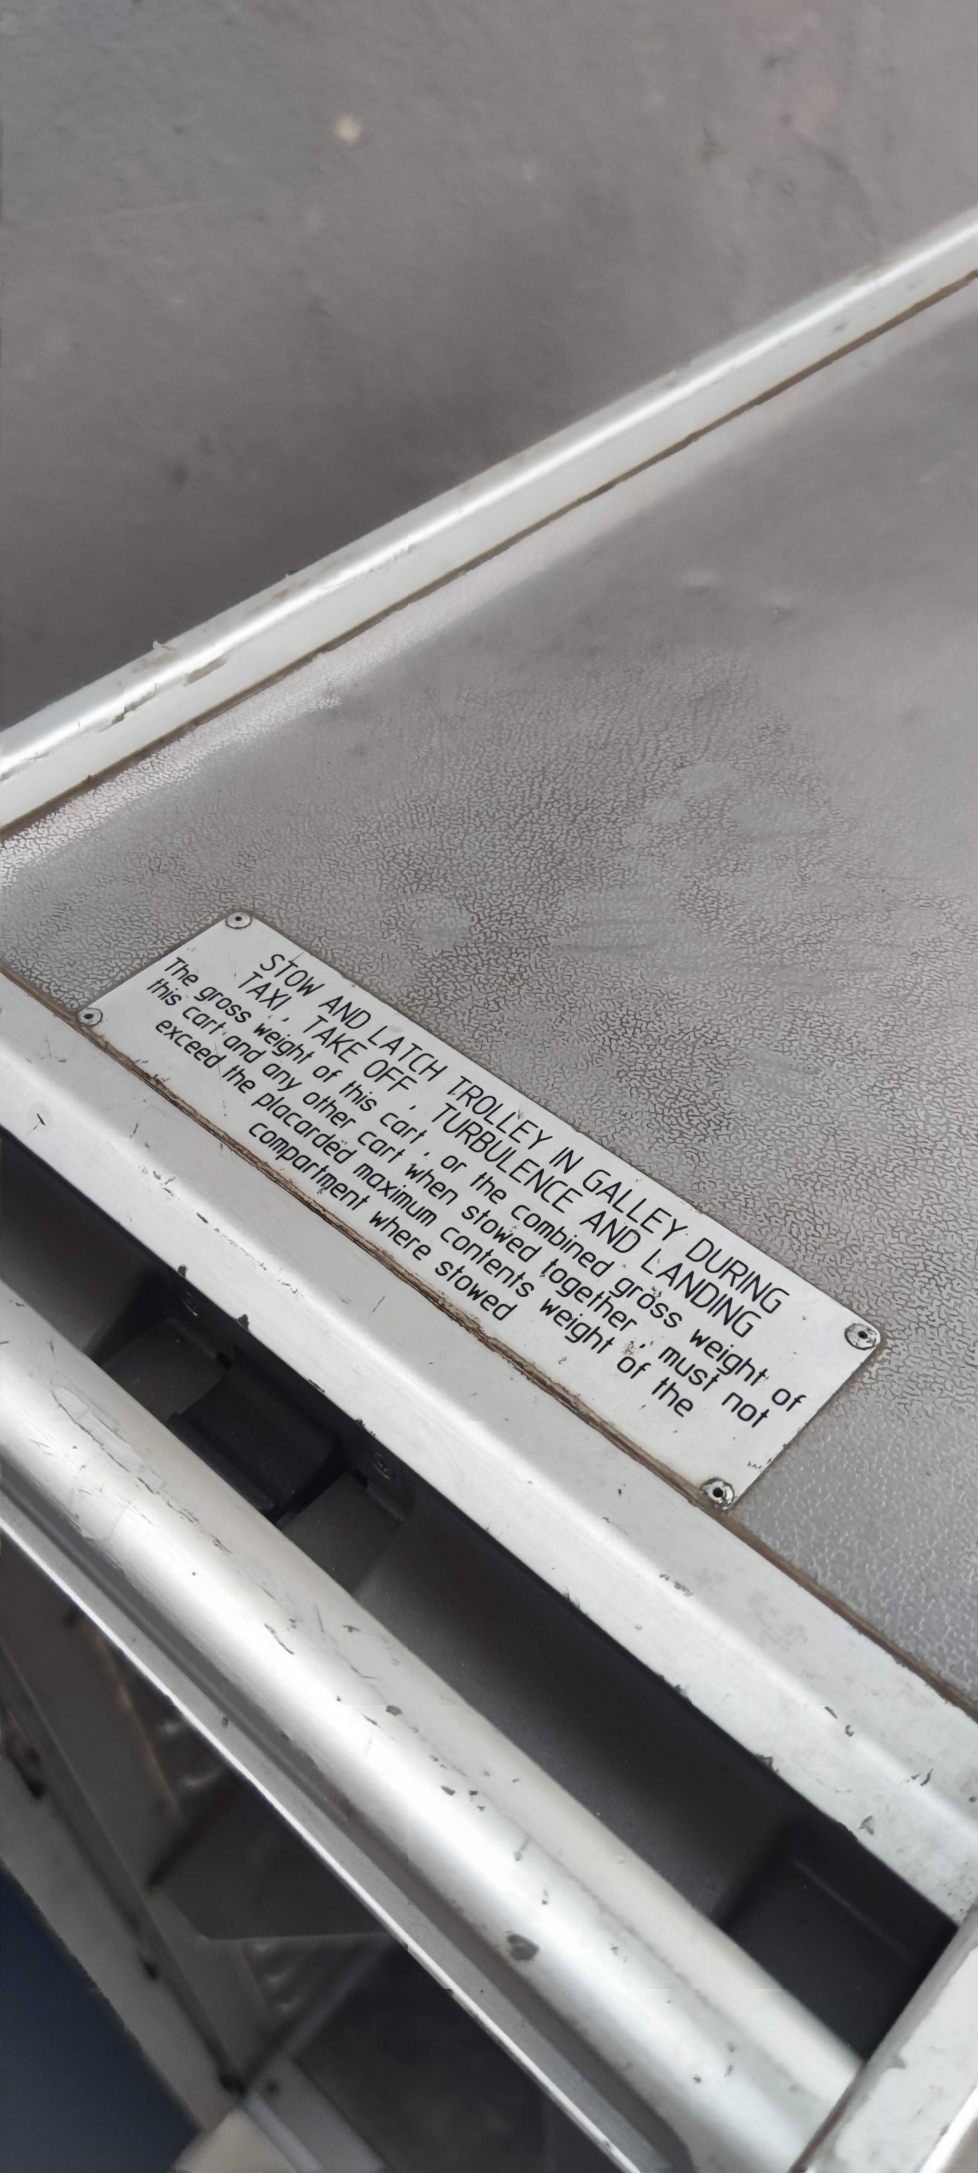 STOW AND LATCH TROLLEY IN GALLEY DURING
TAXI, TAKE OFF, TURBULENCE AND LANDING
The gross weight of this cart, or the combined gross weight of
this cart and any other cart when stowed together, must not
exceed the placarded maximum contents weight of the
compartment where stowed